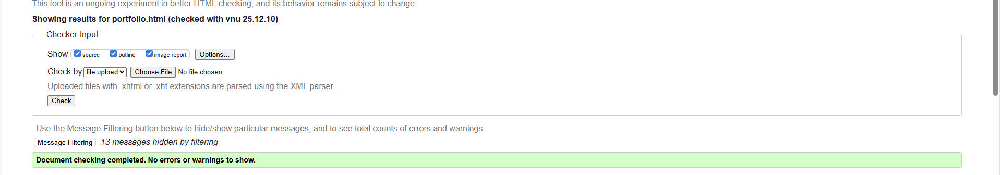 This tool is an ongoing experiment in better HTML checking, and its behavior remains subject to change
Showing results for portfolio.html (checked with vnu 25.12.10)
Checker Input
Show source outline image report Options...
Check by file upload Choose File No file chosen
Uploaded files with .xhtml or .xht extensions are parsed using the XML parser.
Check
Use the Message Filtering button below to hide/show particular messages, and to see total counts of errors and warnings.
Message Filtering 13 messages hidden by filtering
Document checking completed. No errors or warnings to show.